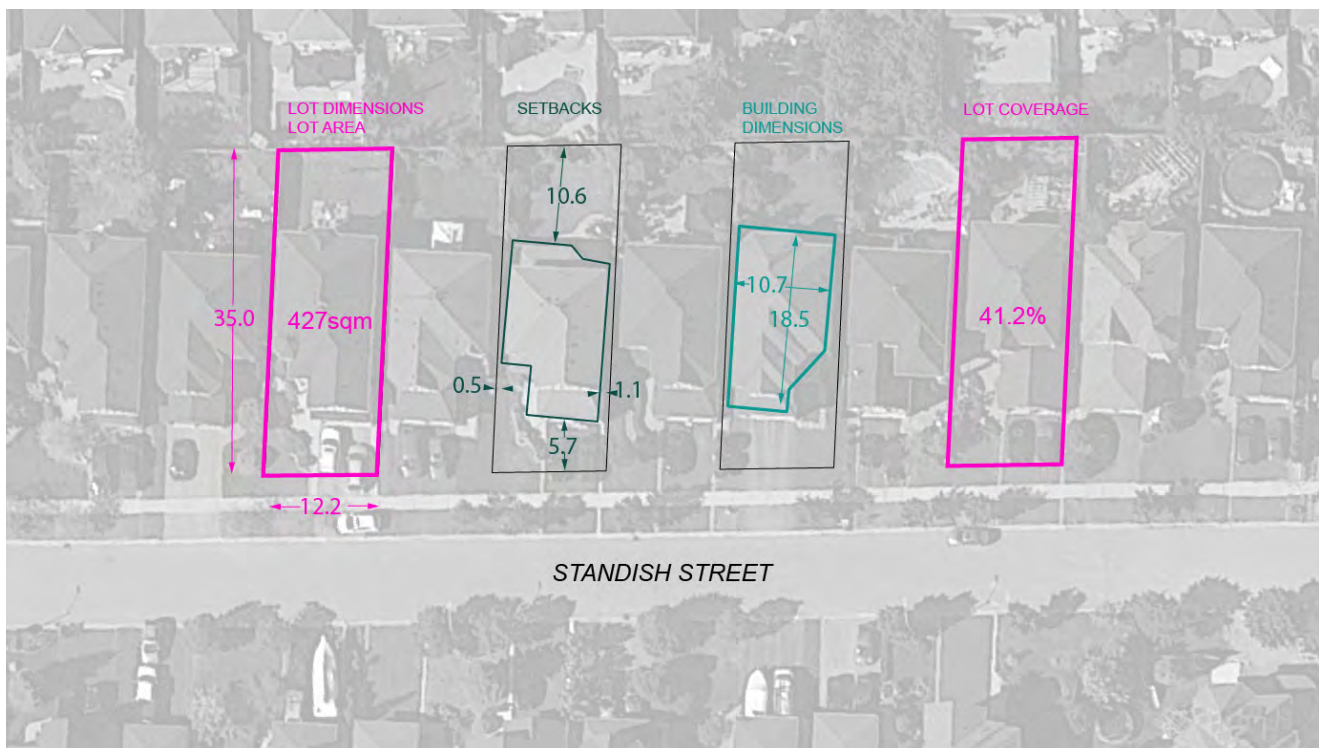 LOT DIMENSIONS
LOT AREA
SETBACKS
BUILDING
DIMENSIONS
LOT COVERAGE
10.6
35.0
427sqm
10.7
18.5
41.2%
0.5
1.1
5.7
12.2
STANDISH STREET